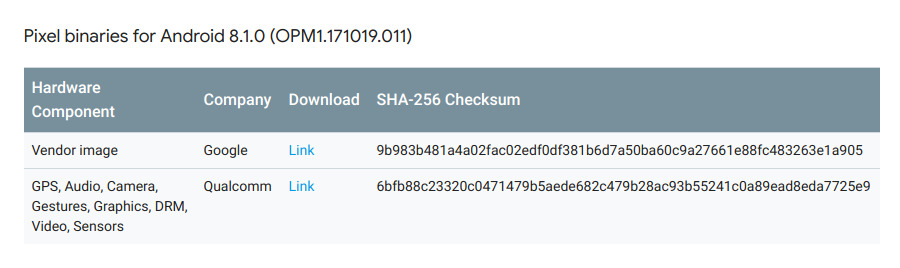 Pixel binaries for Android 8.1.0 (OPM1.171019.011)
Hardware Component Company Download SHA-256 Checksum
Vendor image Google Link 9b983b481a4a02fac02edf0df381b6d7a50ba60c9a27661e88fc483263e1a905
GPS, Audio, Camera, Qualcomm Link 6bfb88c23320c0471479b5aede682c479b28ac93b55241c0a89ead8eda7725e9
Gestures, Graphics, DRM,
Video, Sensors